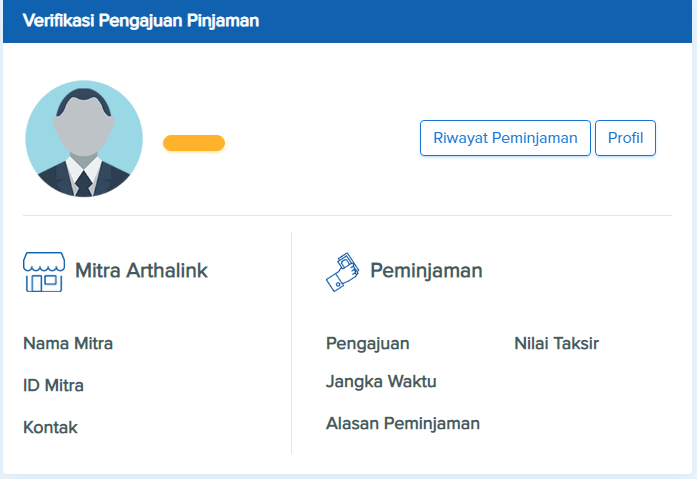 Verifikasi Pengajuan Pinjaman
Riwayat Peminjaman
Profil
Mitra Arthalink
Nama Mitra
ID Mitra
Kontak
Peminjaman
Pengajuan
Nilai Taksir
Jangka Waktu
Alasan Peminjaman